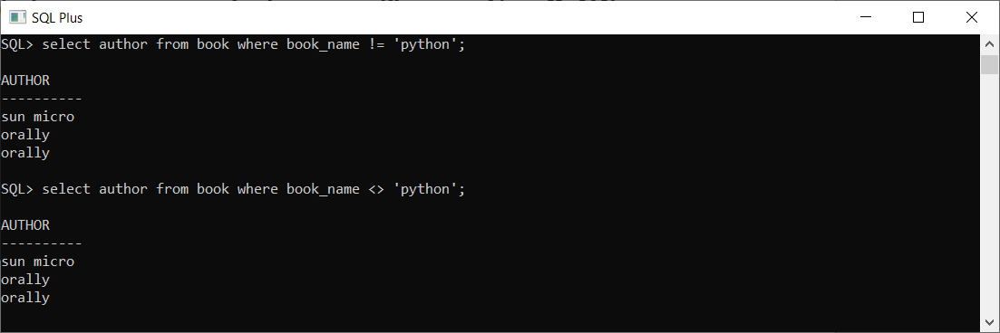 SQL Plus
SQL> select author from book where book_name != 'python';
AUTHOR
----------
sun micro
orally
orally
SQL> select author from book where book_name <> 'python';
AUTHOR
----------
sun micro
orally
orally